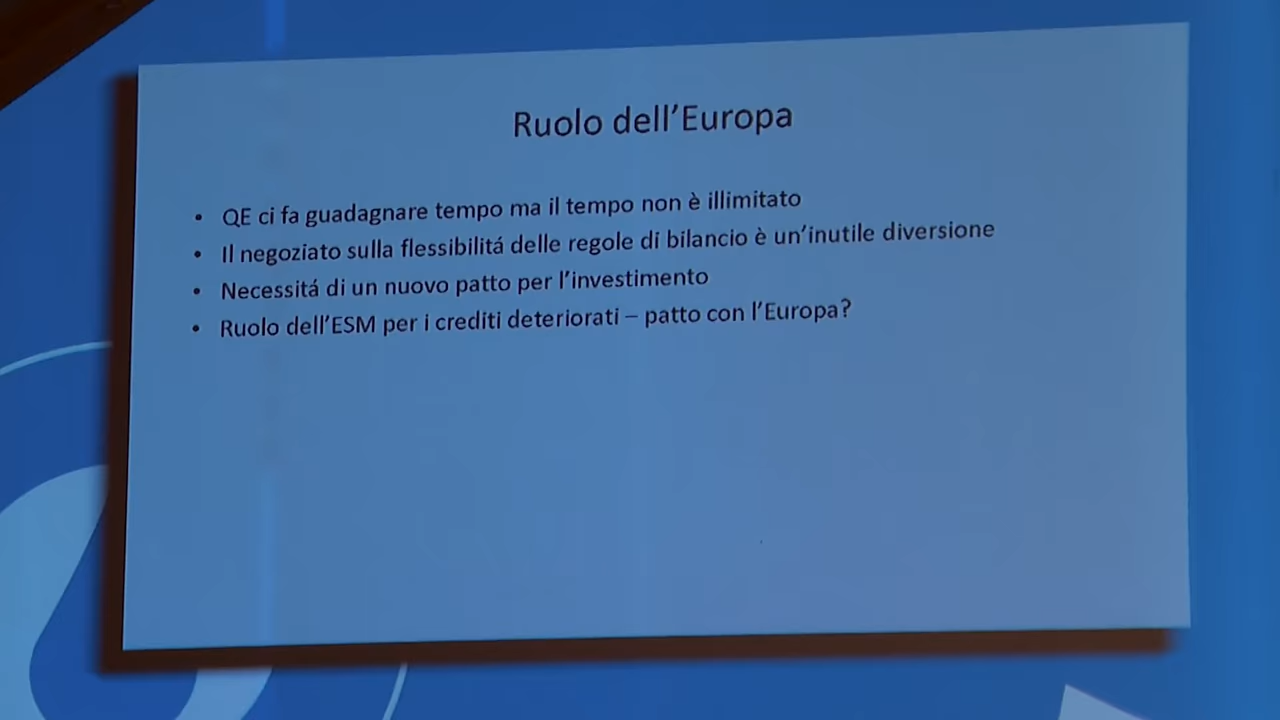 Ruolo dell’Europa
• QE ci fa guadagnare tempo ma il tempo non è illimitato
• Il negoziato sulla flessibilitá delle regole di bilancio è un’inutile diversione
• Necessitá di un nuovo patto per l’investimento
• Ruolo dell’ESM per i crediti deteriorati – patto con l’Europa?